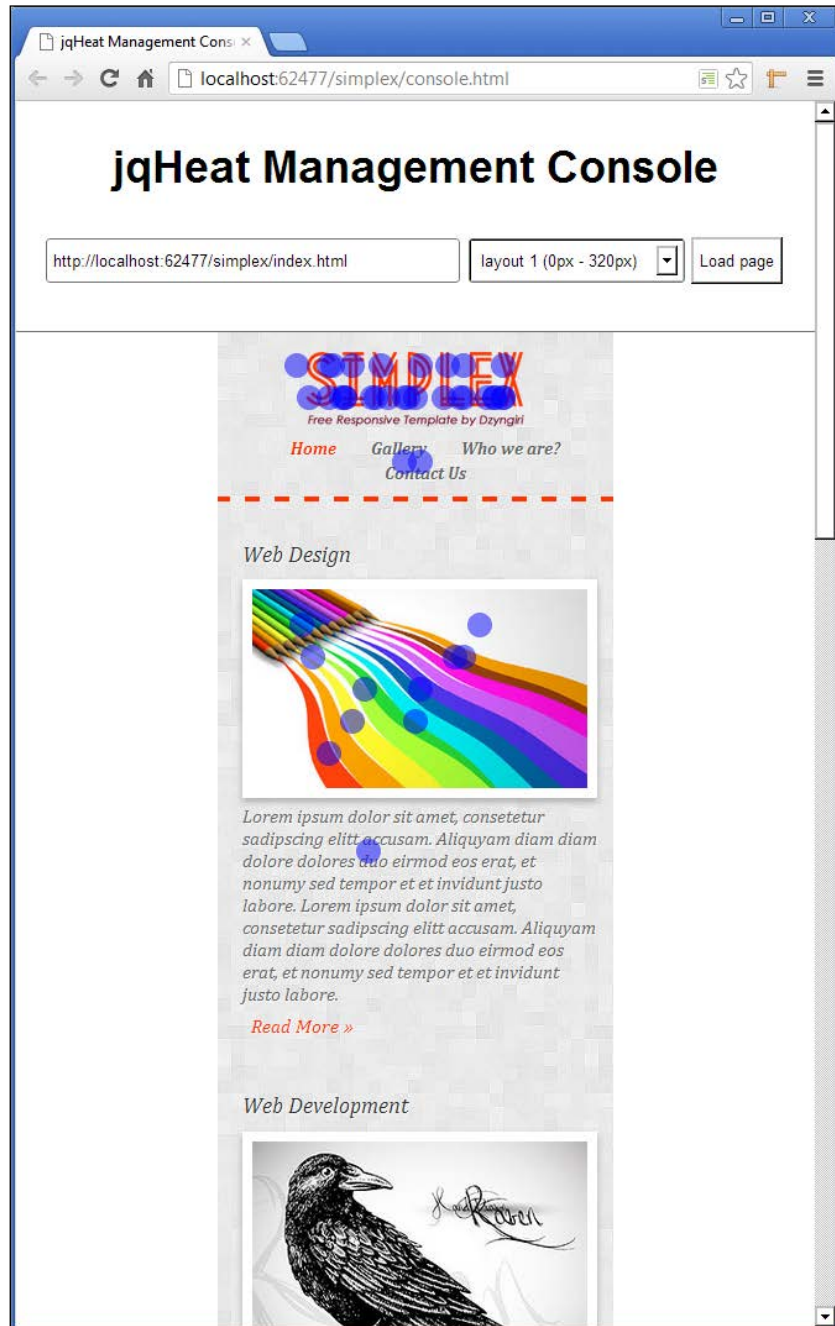 jqHeat Management Cons
localhost:62477/simplex/console.html
jqHeat Management Console
http://localhost:62477/simplex/index.html
layout 1 (0px - 320px)
Load page
SIMPLEX
Free Responsive Template by Dzyngiri
Home Gallery Who we are?
Contact Us
Web Design
Lorem ipsum dolor sit amet, consetetur
sadipscing elitt accusam. Aliquyam diam diam
dolore dolores duo eirmod eos erat, et
nonumy sed tempor et et invidunt justo
labore. Lorem ipsum dolor sit amet,
consetetur sadipscing elitt accusam. Aliquyam
diam diam dolore dolores duo eirmod eos
erat, et nonumy sed tempor et et invidunt
justo labore.
Read More »
Web Development
Raven